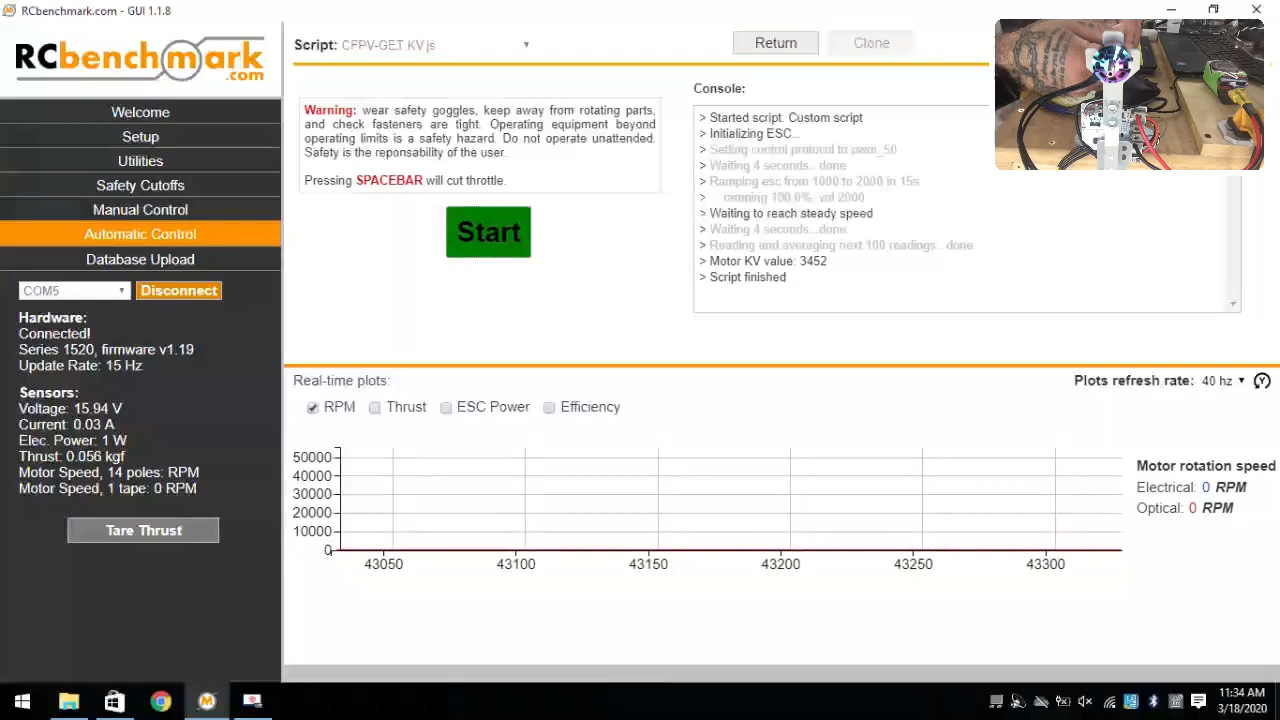 RCbenchmark.com - GUI 1.1.8
RCbenchmark
.com
Welcome
Setup
Utilities
Safety Cutoffs
Manual Control
Automatic Control
Database Upload
COM5
Disconnect
Hardware:
Connected!
Series 1520, firmware v1.19
Update Rate: 15 Hz
Sensors:
Voltage: 15.94 V
Current: 0.03 A
Elec. Power: 1 W
Thrust: 0.056 kgf
Motor Speed, 14 poles: RPM
Motor Speed, 1 tape: 0 RPM
Tare Thrust
Script: CFPV-GET KV js
Return
Clone
Warning: wear safety goggles, keep away from rotating parts,
and check fasteners are tight. Operating equipment beyond
operating limits is a safety hazard. Do not operate unattended.
Safety is the reponsability of the user.
Pressing SPACEBAR will cut throttle.
Start
Console:
> Started script. Custom script
> Initializing ESC...
> Setting control protocol to pwm_50
> Waiting 4 seconds...done
> Ramping esc from 1000 to 2000 in 15s
> ramping 100.0%, val 2000
> Waiting to reach steady speed
> Waiting 4 seconds...done
> Reading and averaging next 100 readings...done
> Motor KV value: 3452
> Script finished
Real-time plots:
Plots refresh rate: 40 hz
RPM Thrust ESC Power Efficiency
50000
40000
30000
20000
10000
0
43050 43100 43150 43200 43250 43300
Motor rotation speed
Electrical: 0 RPM
Optical: 0 RPM
11:34 AM
3/18/2020